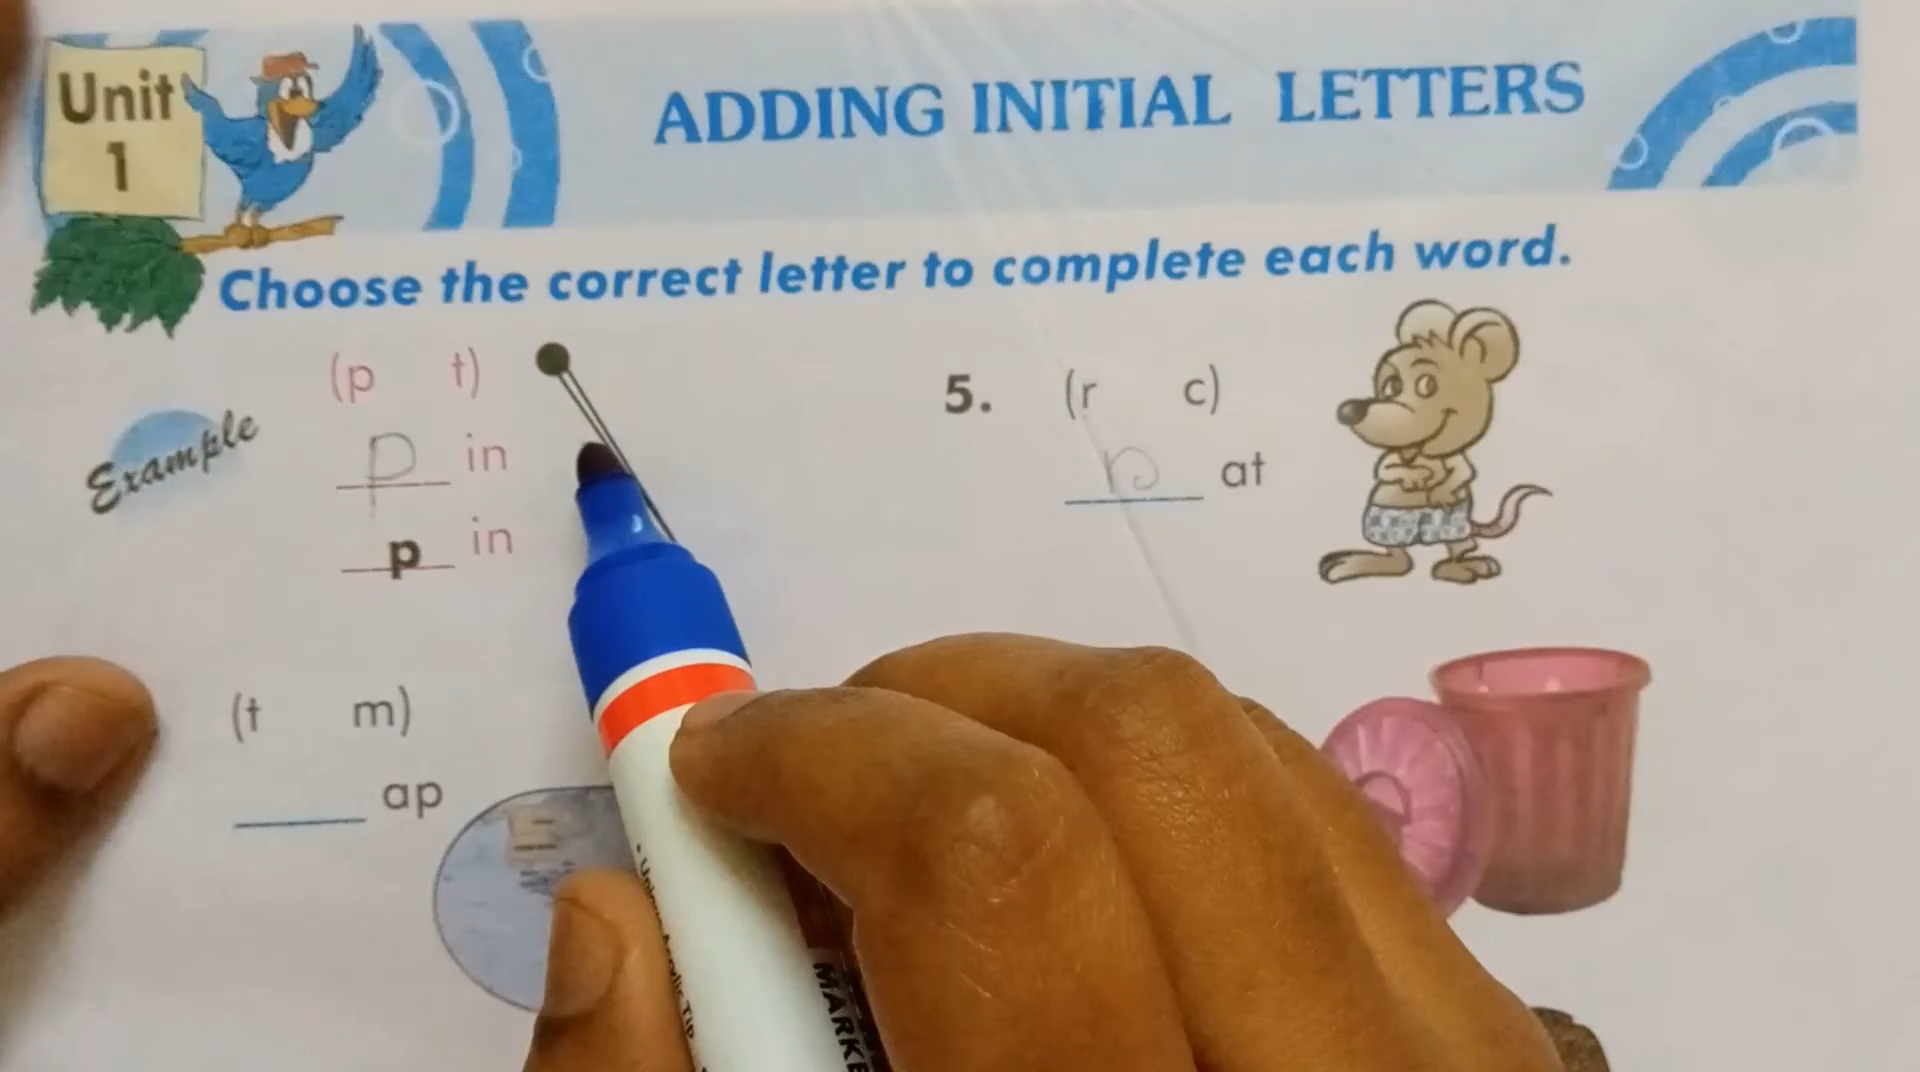 Unit
1
ADDING INITIAL LETTERS
Choose the correct letter to complete each word.
Example
(p t)
p in
p in
(t m)
ap
5. (r c)
at
MARKE